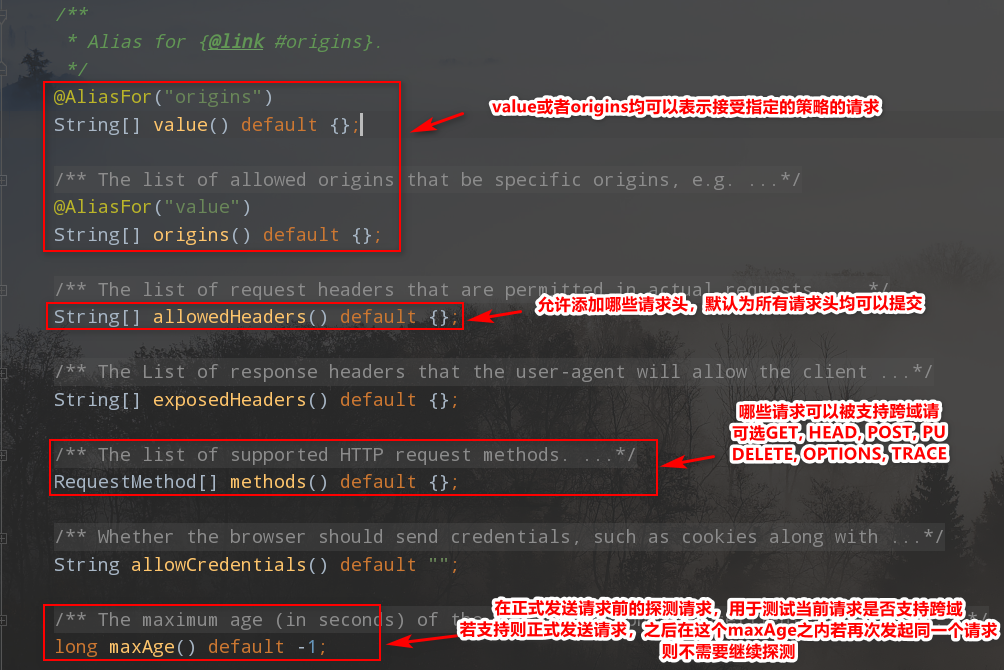 /**
* Alias for {@link #origins}.
*/
@AliasFor("origins")
String[] value() default {};
value或者origins均可以表示接受指定的策略的请求
/** The list of allowed origins that be specific origins, e.g. ...*/
@AliasFor("value")
String[] origins() default {};
/** The list of request headers that are permitted in actual requests, ...*/
String[] allowedHeaders() default {};
允许添加哪些请求头，默认为所有请求头均可以提交
/** The List of response headers that the user-agent will allow the client ...*/
String[] exposedHeaders() default {};
哪些请求可以被支持跨域请
可选GET, HEAD, POST, PU
DELETE, OPTIONS, TRACE
/** The list of supported HTTP request methods. ...*/
RequestMethod[] methods() default {};
/** Whether the browser should send credentials, such as cookies along with ...*/
String allowCredentials() default "";
/** The maximum age (in seconds) of the */
long maxAge() default -1;
在正式发送请求前的探测请求，用于测试当前请求是否支持跨域
若支持则正式发送请求，之后在这个maxAge之内若再次发起同一个请求
则不需要继续探测